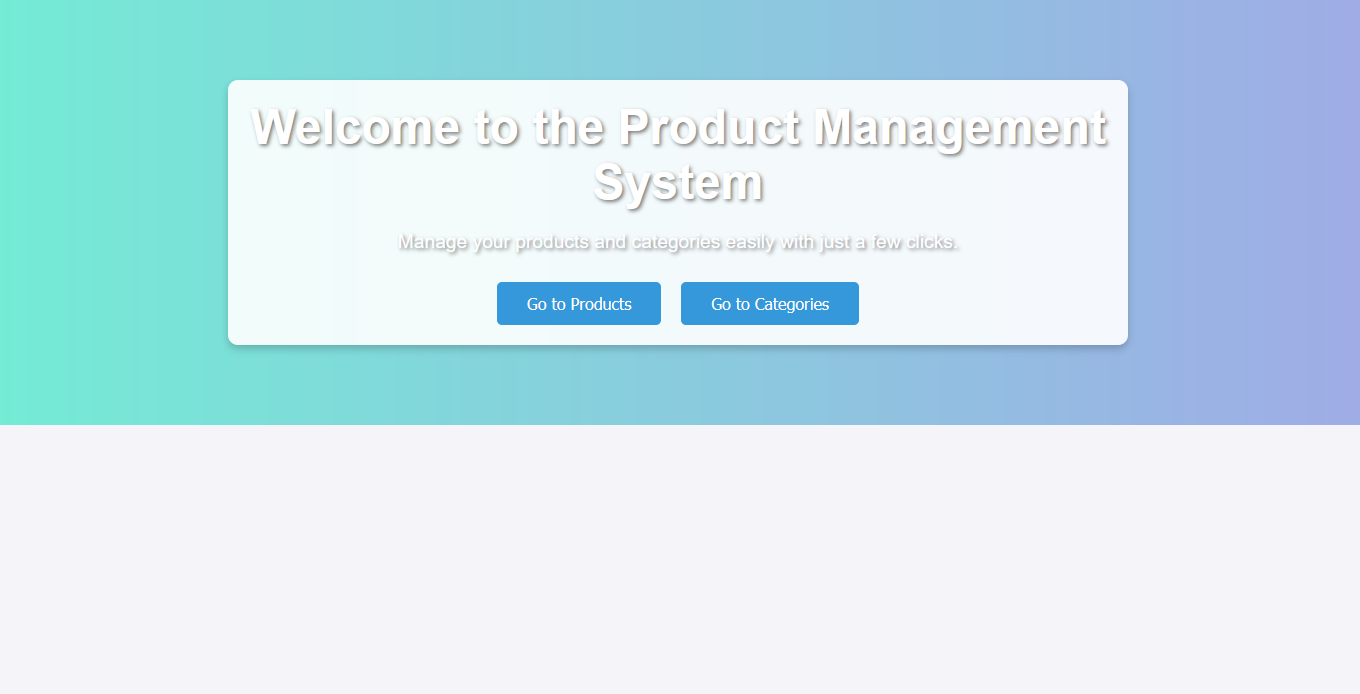 Welcome to the Product Management
System
Manage your products and categories easily with just a few clicks.
Go to Products
Go to Categories